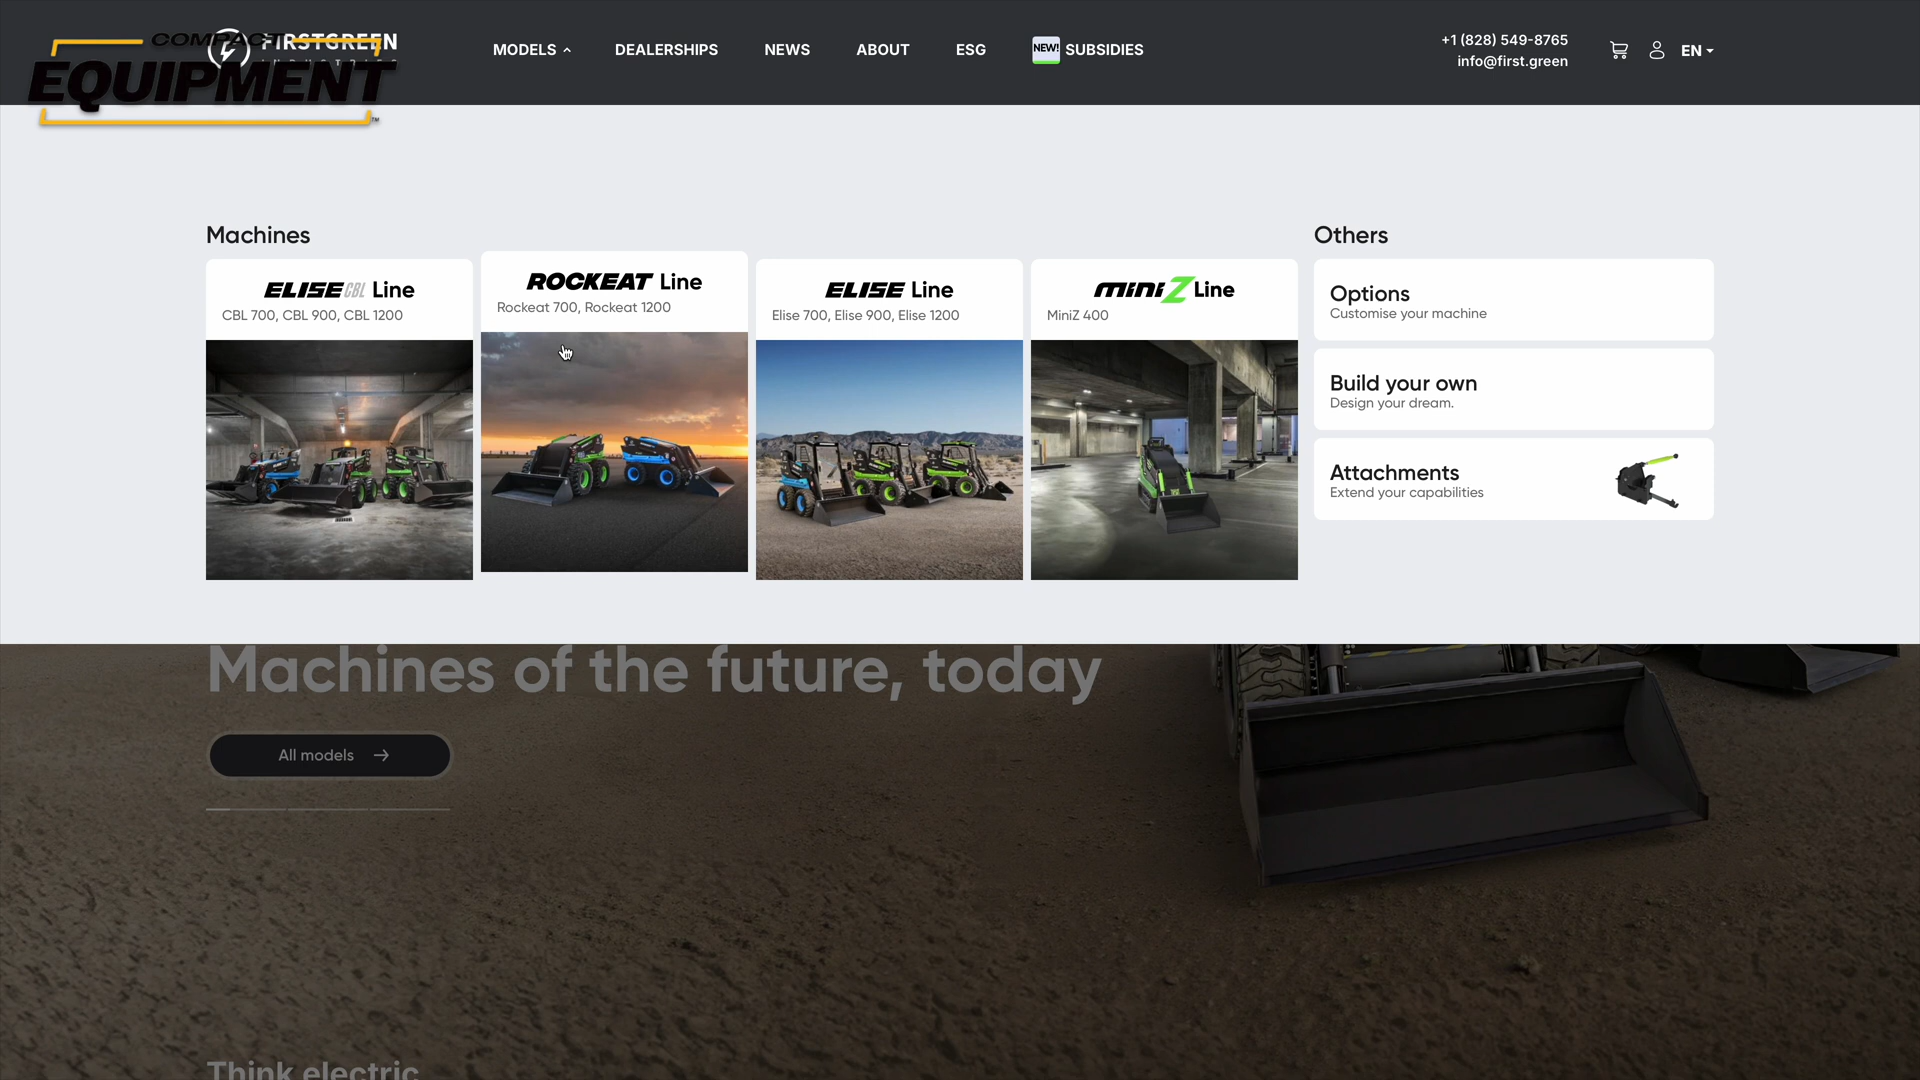 COMPACT
EQUIPMENT
TM
FIRSTGREEN
INDUSTRIES
MODELS
DEALERSHIPS
NEWS
ABOUT
ESG
NEW!
SUBSIDIES
+1 (828) 549-8765
info@first.green
EN
Machines
ELISE CBL Line
CBL 700, CBL 900, CBL 1200
ROCKEAT Line
Rockeat 700, Rockeat 1200
ELISE Line
Elise 700, Elise 900, Elise 1200
miniZ Line
MiniZ 400
Others
Options
Customise your machine
Build your own
Design your dream.
Attachments
Extend your capabilities
Machines of the future, today
All models
Think electric